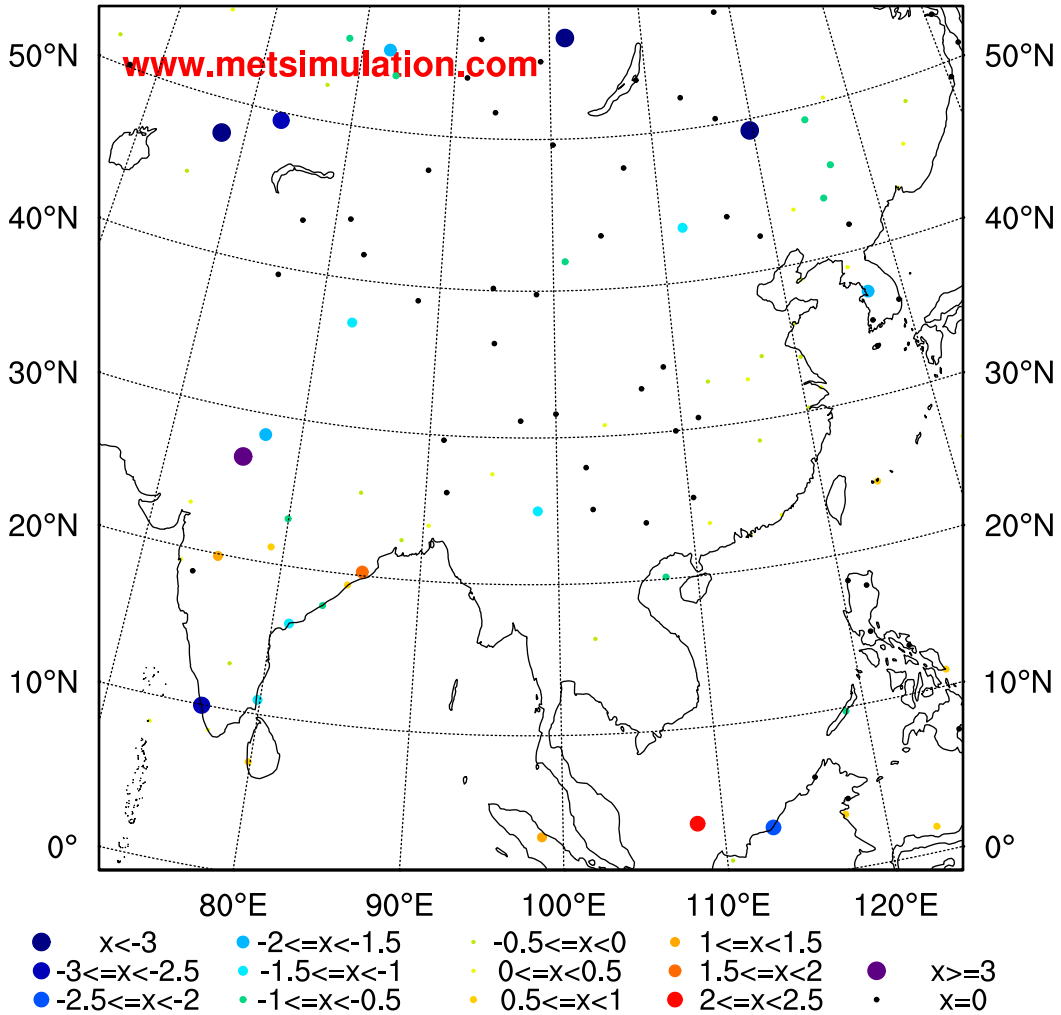 50°N 50°N
www.metsimulation.com
40°N 40°N
30°N 30°N
20°N 20°N
10°N 10°N
0° 0°
80°E 90°E 100°E 110°E 120°E
x<-3 -2<=x<-1.5 -0.5<=x<0 1<=x<1.5
-3<=x<-2.5 -1.5<=x<-1 0<=x<0.5 1.5<=x<2 x>=3
-2.5<=x<-2 -1<=x<-0.5 0.5<=x<1 2<=x<2.5 x=0